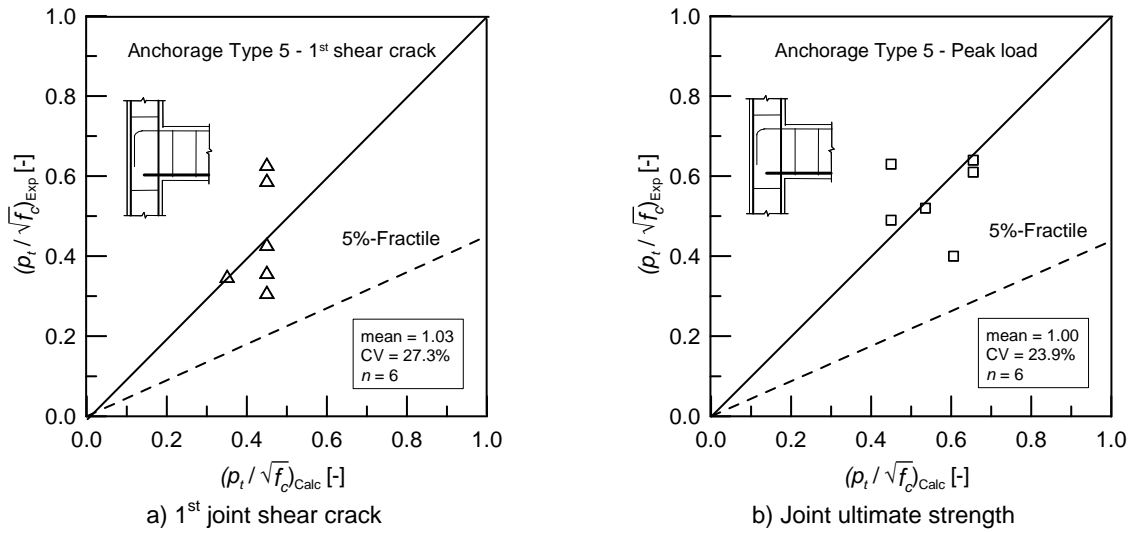 1.0
0.8
0.6
0.4
0.2
0.0
0.0 0.2 0.4 0.6 0.8 1.0
(pt / √fc)Exp [-]
(pt / √fc)Calc [-]
Anchorage Type 5 - 1st shear crack
5%-Fractile
mean = 1.03
CV = 27.3%
n = 6
a) 1st joint shear crack
1.0
0.8
0.6
0.4
0.2
0.0
0.0 0.2 0.4 0.6 0.8 1.0
(pt / √fc)Exp [-]
(pt / √fc)Calc [-]
Anchorage Type 5 - Peak load
5%-Fractile
mean = 1.00
CV = 23.9%
n = 6
b) Joint ultimate strength